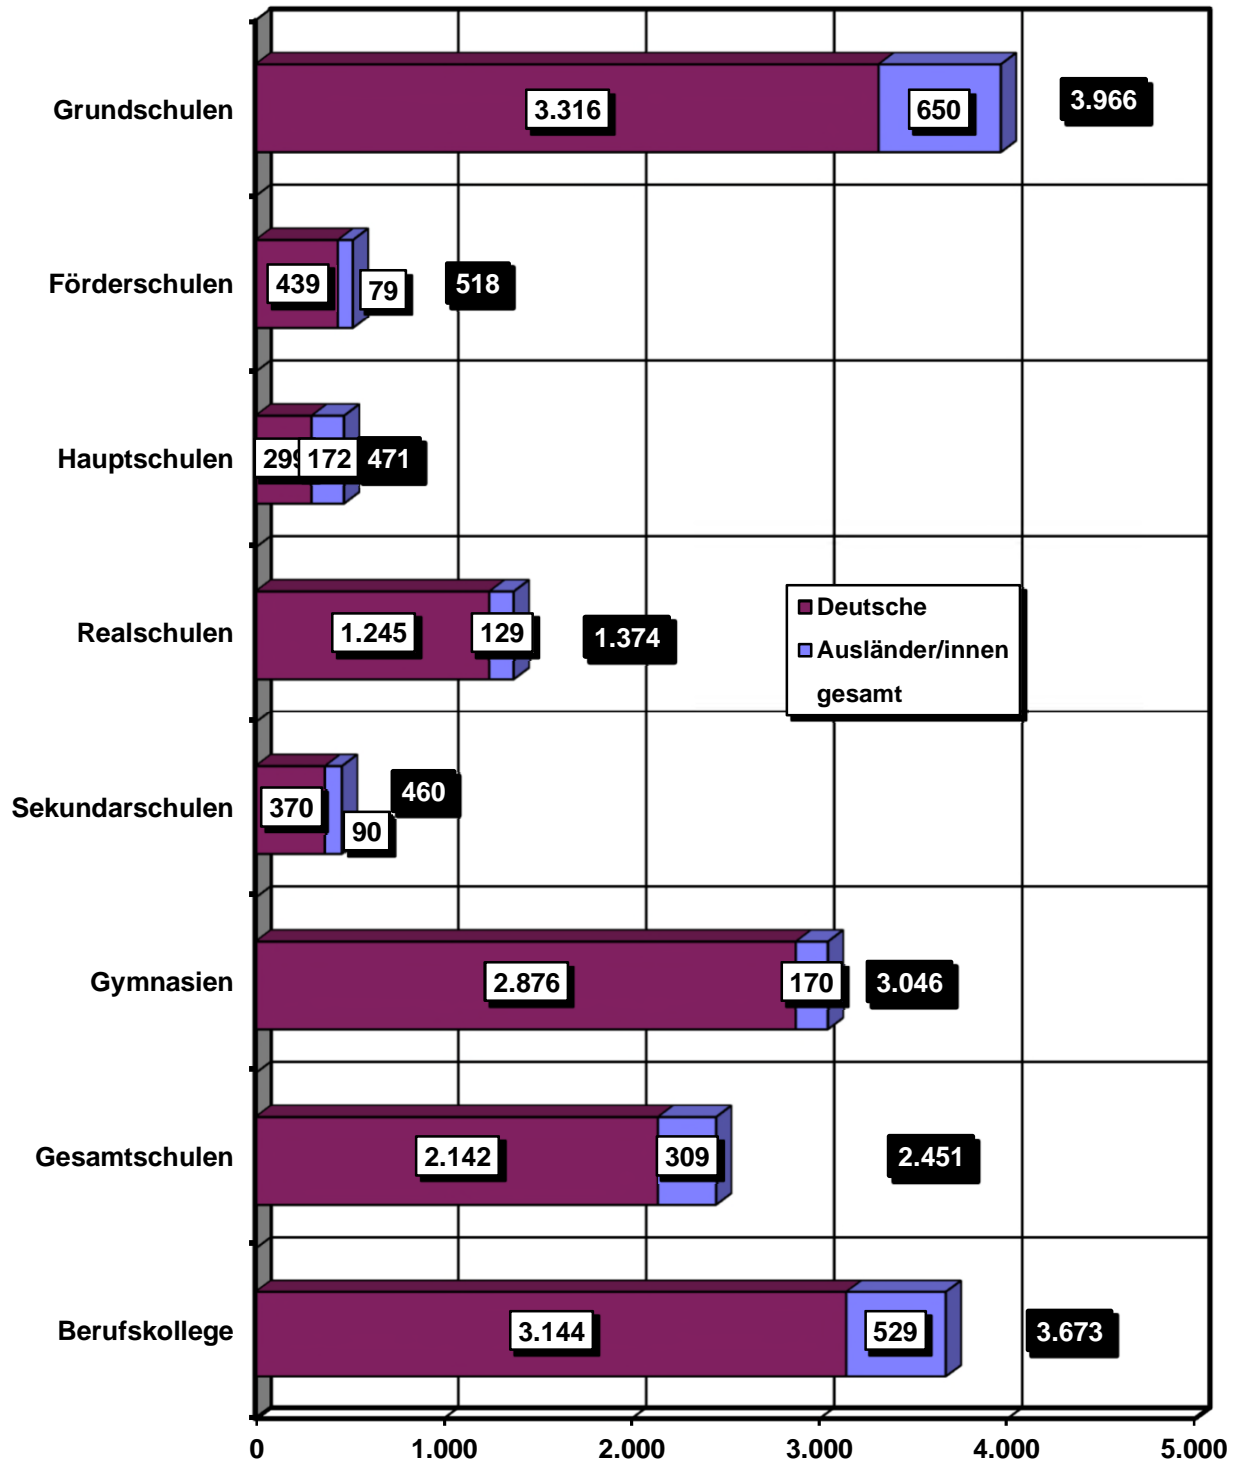 Grundschulen 3.316 650 3.966
Förderschulen 439 79 518
Hauptschulen 299 172 471
Realschulen 1.245 129 1.374
Deutsche
Ausländer/innen
gesamt
Sekundarschulen 370 90 460
Gymnasien 2.876 170 3.046
Gesamtschulen 2.142 309 2.451
Berufskollege 3.144 529 3.673
0 1.000 2.000 3.000 4.000 5.000